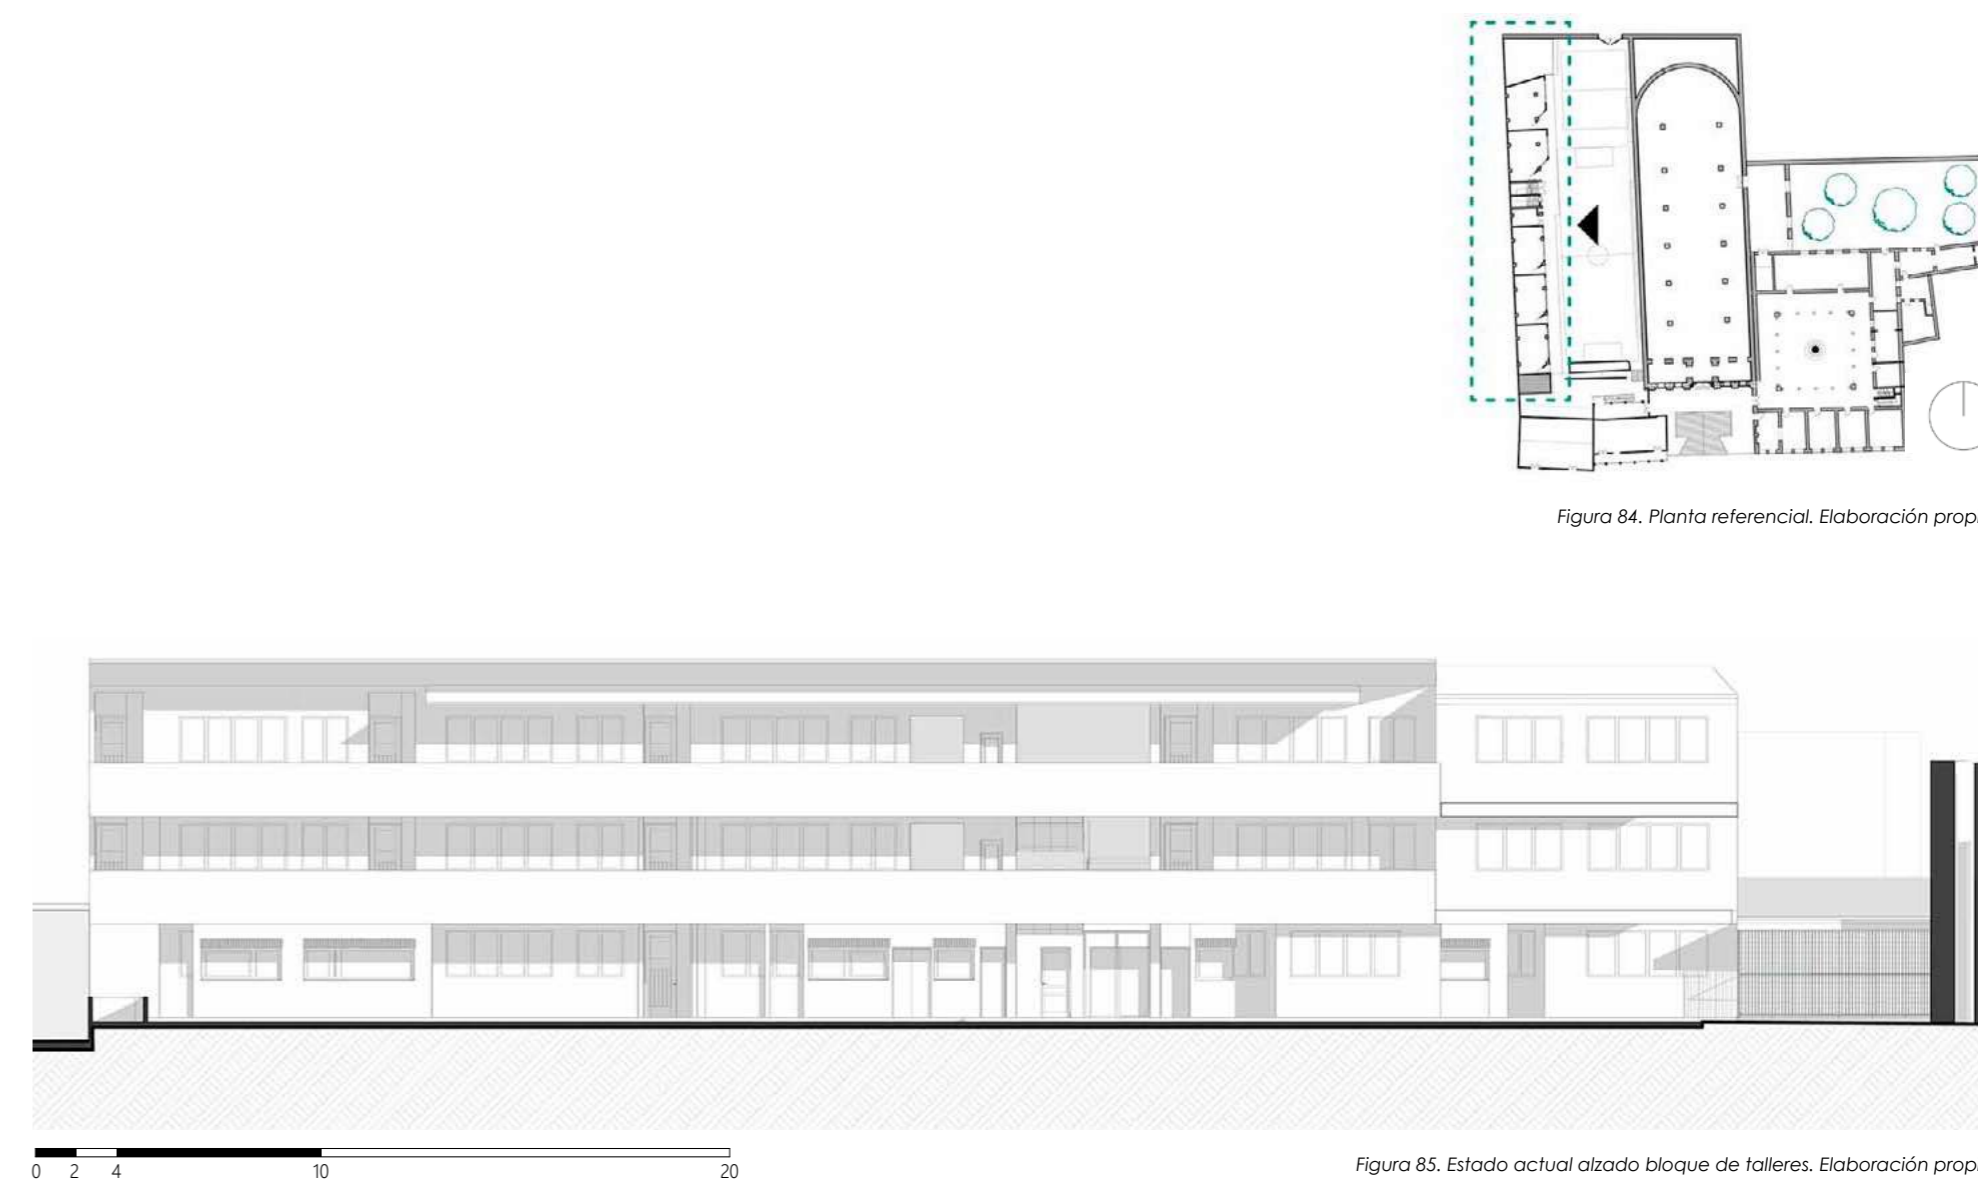 Figura 84. Planta referencial. Elaboración prop
0 2 4 10 20
Figura 85. Estado actual alzado bloque de talleres. Elaboración prop